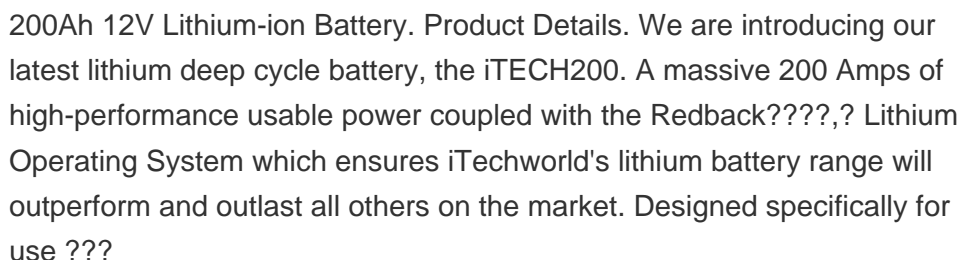 200Ah 12V Lithium-ion Battery. Product Details. We are introducing our
latest lithium deep cycle battery, the iTECH200. A massive 200 Amps of
high-performance usable power coupled with the Redback????,? Lithium
Operating System which ensures iTechworld's lithium battery range will
outperform and outlast all others on the market. Designed specifically for
use ???